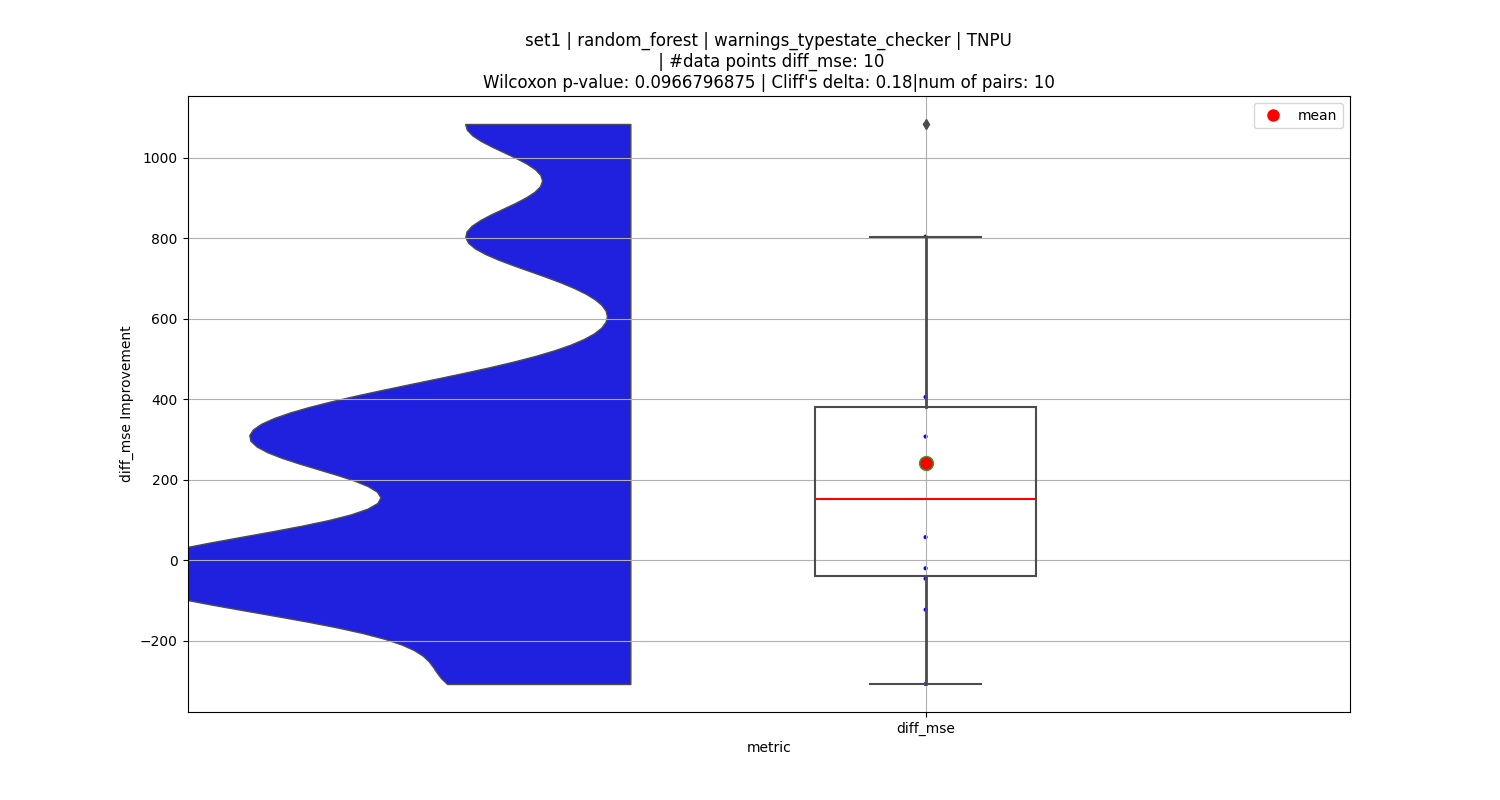 set1 | random_forest | warnings_typestate_checker | TNPU
| #data points diff_mse: 10
Wilcoxon p-value: 0.0966796875 | Cliff's delta: 0.18|num of pairs: 10
mean
1000
800
600
400
200
0
−200
diff_mse Improvement
diff_mse
metric